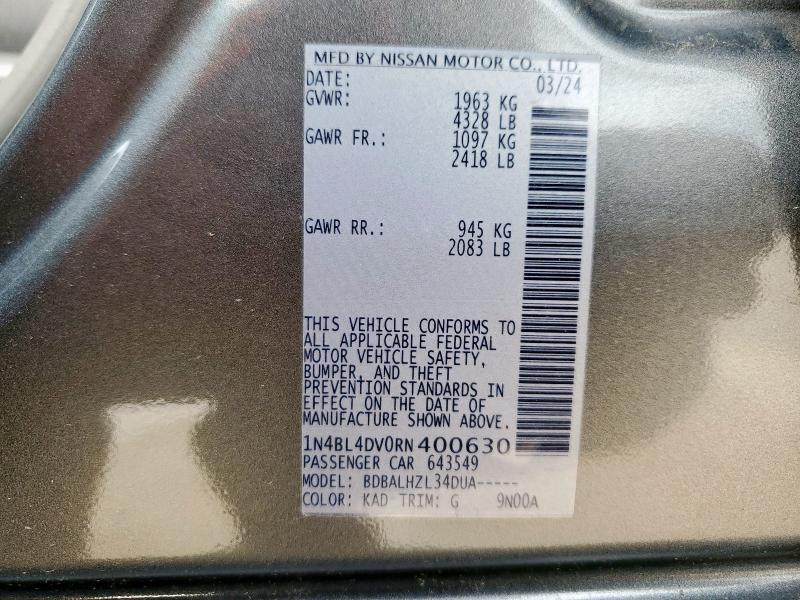 MFD BY NISSAN MOTOR CO., LTD.
DATE: 03/24
GVWR: 1963 KG
4328 LB
GAWR FR.: 1097 KG
2418 LB
GAWR RR.: 945 KG
2083 LB
THIS VEHICLE CONFORMS TO
ALL APPLICABLE FEDERAL
MOTOR VEHICLE SAFETY,
BUMPER, AND THEFT
PREVENTION STANDARDS IN
EFFECT ON THE DATE OF
MANUFACTURE SHOWN ABOVE.
1N4BL4DV0RN400630
PASSENGER CAR 643549
MODEL: BDBALHZL34DUA-----
COLOR: KAD TRIM: G 9N00A